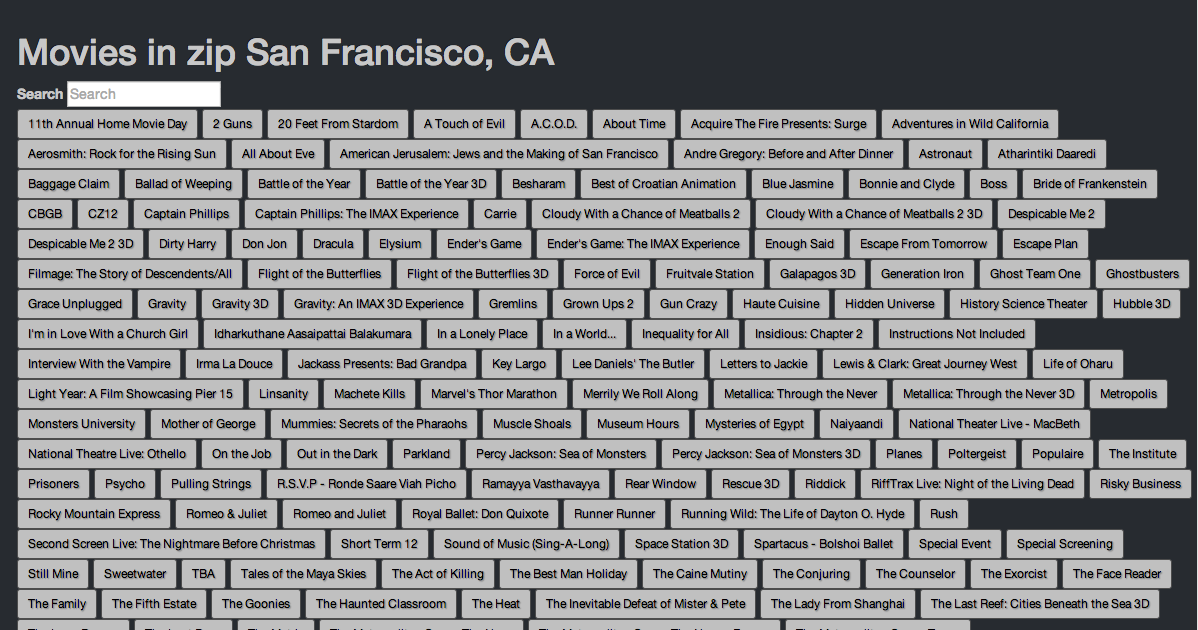 Movies in zip San Francisco, CA
Search Search
11th Annual Home Movie Day 2 Guns 20 Feet From Stardom A Touch of Evil A.C.O.D. About Time Acquire The Fire Presents: Surge Adventures in Wild California
Aerosmith: Rock for the Rising Sun All About Eve American Jerusalem: Jews and the Making of San Francisco Andre Gregory: Before and After Dinner Astronaut Atharintiki Daaredi
Baggage Claim Ballad of Weeping Battle of the Year Battle of the Year 3D Besharam Best of Croatian Animation Blue Jasmine Bonnie and Clyde Boss Bride of Frankenstein
CBGB CZ12 Captain Phillips Captain Phillips: The IMAX Experience Carrie Cloudy With a Chance of Meatballs 2 Cloudy With a Chance of Meatballs 2 3D Despicable Me 2
Despicable Me 2 3D Dirty Harry Don Jon Dracula Elysium Ender's Game Ender's Game: The IMAX Experience Enough Said Escape From Tomorrow Escape Plan
Filmage: The Story of Descendents/All Flight of the Butterflies Flight of the Butterflies 3D Force of Evil Fruitvale Station Galapagos 3D Generation Iron Ghost Team One Ghostbusters
Grace Unplugged Gravity Gravity 3D Gravity: An IMAX 3D Experience Gremlins Grown Ups 2 Gun Crazy Haute Cuisine Hidden Universe History Science Theater Hubble 3D
I'm in Love With a Church Girl Idharkuthane Aasaipattai Balakumara In a Lonely Place In a World... Inequality for All Insidious: Chapter 2 Instructions Not Included
Interview With the Vampire Irma La Douce Jackass Presents: Bad Grandpa Key Largo Lee Daniels' The Butler Letters to Jackie Lewis & Clark: Great Journey West Life of Oharu
Light Year: A Film Showcasing Pier 15 Linsanity Machete Kills Marvel's Thor Marathon Merrily We Roll Along Metallica: Through the Never Metallica: Through the Never 3D Metropolis
Monsters University Mother of George Mummies: Secrets of the Pharaohs Muscle Shoals Museum Hours Mysteries of Egypt Naiyaandi National Theater Live - MacBeth
National Theatre Live: Othello On the Job Out in the Dark Parkland Percy Jackson: Sea of Monsters Percy Jackson: Sea of Monsters 3D Planes Poltergeist Populaire The Institute
Prisoners Psycho Pulling Strings R.S.V.P - Ronde Saare Viah Picho Ramayya Vasthavayya Rear Window Rescue 3D Riddick RiffTrax Live: Night of the Living Dead Risky Business
Rocky Mountain Express Romeo & Juliet Romeo and Juliet Royal Ballet: Don Quixote Runner Runner Running Wild: The Life of Dayton O. Hyde Rush
Second Screen Live: The Nightmare Before Christmas Short Term 12 Sound of Music (Sing-A-Long) Space Station 3D Spartacus - Bolshoi Ballet Special Event Special Screening
Still Mine Sweetwater TBA Tales of the Maya Skies The Act of Killing The Best Man Holiday The Caine Mutiny The Conjuring The Counselor The Exorcist The Face Reader
The Family The Fifth Estate The Goonies The Haunted Classroom The Heat The Inevitable Defeat of Mister & Pete The Lady From Shanghai The Last Reef: Cities Beneath the Sea 3D